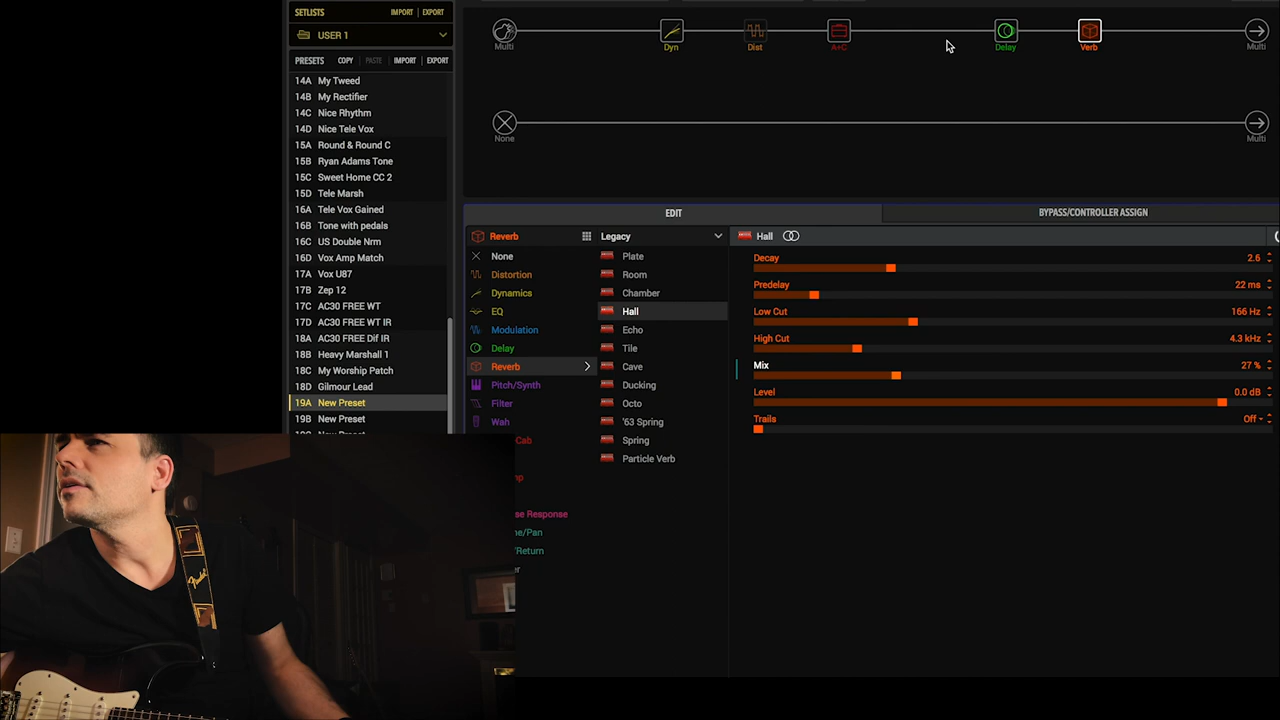 SETLISTS IMPORT EXPORT
USER 1
PRESETS COPY PASTE IMPORT EXPORT
14A My Tweed
14B My Rectifier
14C Nice Rhythm
14D Nice Tele Vox
15A Round & Round C
15B Ryan Adams Tone
15C Sweet Home CC 2
15D Tele Marsh
16A Tele Vox Gained
16B Tone with pedals
16C US Double Nrm
16D Vox Amp Match
17A Vox U87
17B Zep 12
17C AC30 FREE WT
17D AC30 FREE WT IR
18A AC30 FREE Dif IR
18B Heavy Marshall 1
18C My Worship Patch
18D Gilmour Lead
19A New Preset
19B New Preset
Multi Dyn Dist A+C Delay Verb Multi
None Multi
EDIT BYPASS/CONTROLLER ASSIGN
Reverb
None
Distortion
Dynamics
EQ
Modulation
Delay
Reverb
Pitch/Synth
Filter
Wah
Cab
se Response
e/Pan
/Return
Legacy
Plate
Room
Chamber
Hall
Echo
Tile
Cave
Ducking
Octo
'63 Spring
Spring
Particle Verb
Hall
Decay 2.6
Predelay 22 ms
Low Cut 166 Hz
High Cut 4.3 kHz
Mix 27 %
Level 0.0 dB
Trails Off
Fender